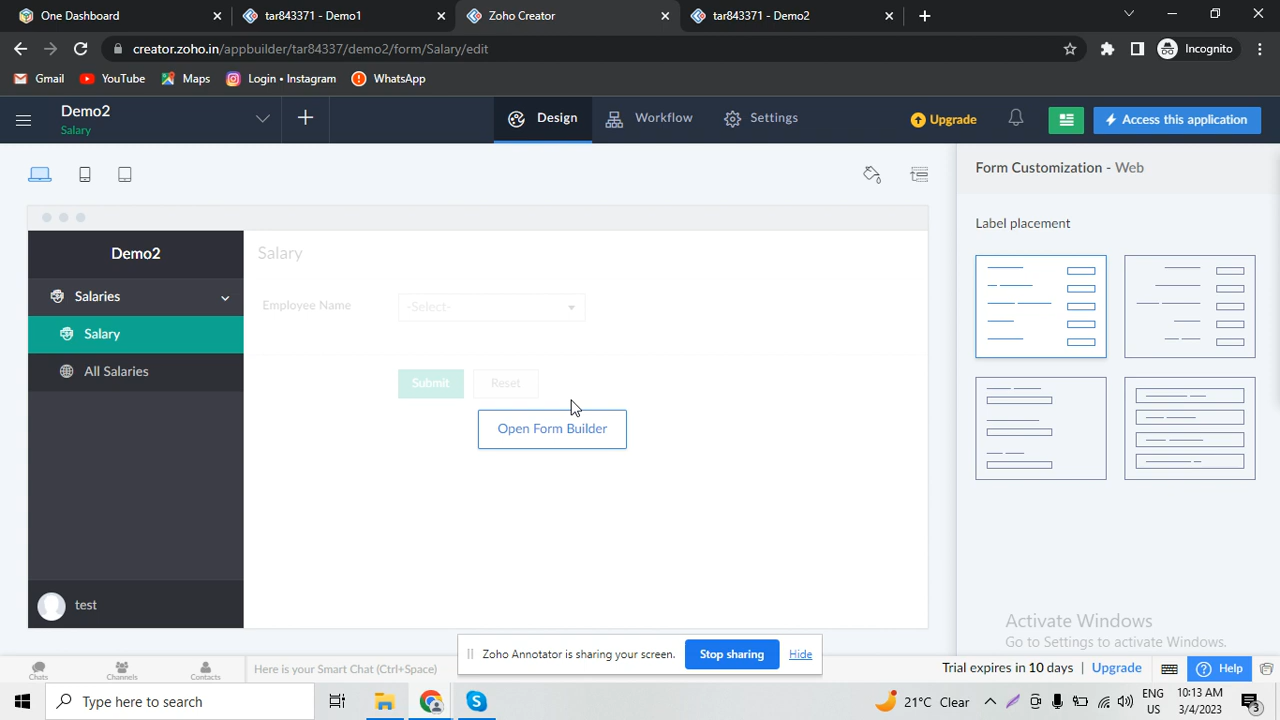 One Dashboard
tar843371 - Demo1
Zoho Creator
tar843371 - Demo2
creator.zoho.in/appbuilder/tar84337/demo2/form/Salary/edit
Incognito
Gmail
YouTube
Maps
Login • Instagram
WhatsApp
Demo2
Salary
Design
Workflow
Settings
Upgrade
Access this application
Form Customization - Web
Label placement
Demo2
Salaries
Salary
All Salaries
test
Salary
Employee Name
-Select-
Submit
Reset
Open Form Builder
Activate Windows
Go to Settings to activate Windows.
Zoho Annotator is sharing your screen.
Stop sharing
Hide
Chats
Channels
Contacts
Here is your Smart Chat (Ctrl+Space)
Trial expires in 10 days
Upgrade
Help
Type here to search
21°C Clear
ENG
US
10:13 AM
3/4/2023
3